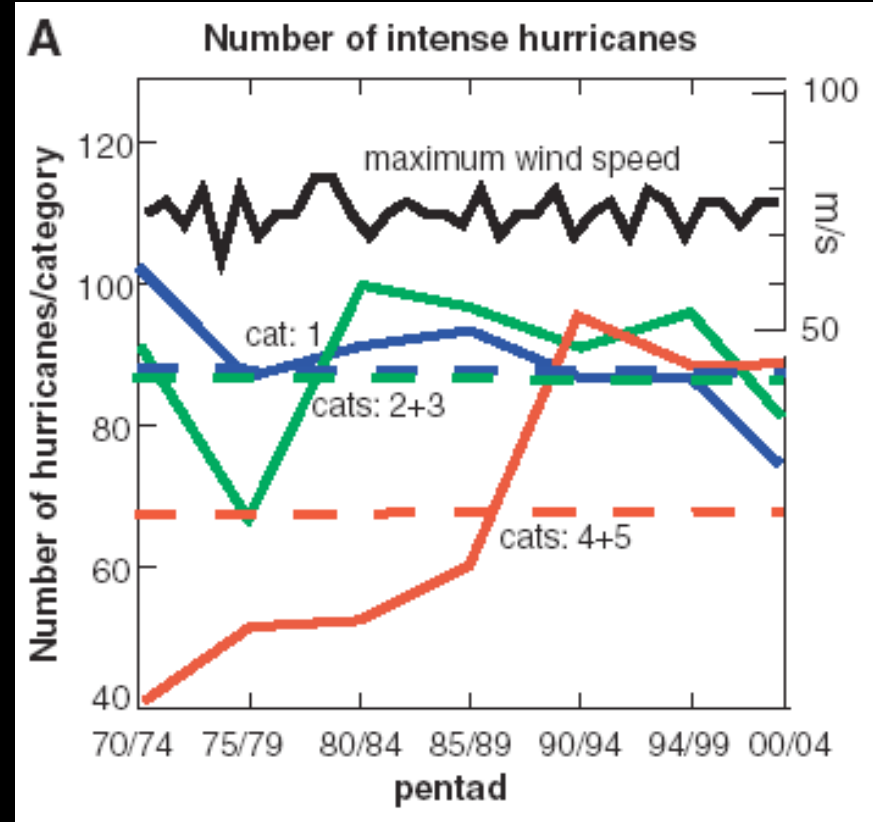 A
Number of intense hurricanes
Number of hurricanes/category
120
100
80
60
40
maximum wind speed
cat: 1
cats: 2+3
cats: 4+5
100
50
m/s
70/74 75/79 80/84 85/89 90/94 94/99 00/04
pentad